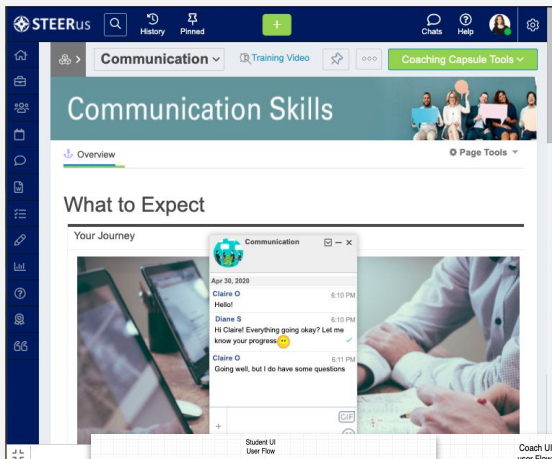 STEERus
History
Pinned
+
Chats
Help
Communication
Training Video
Coaching Capsule Tools
Communication Skills
Overview
Page Tools
What to Expect
Your Journey
Communication
Apr 30, 2020
Claire O 6:10 PM
Hello!
Diane S 6:10 PM
Hi Claire! Everything going okay? Let me
know your progress
Claire O 6:11 PM
Going well, but I do have some questions
+
GIF
Student UI
User Flow
Coach UI
user Flow